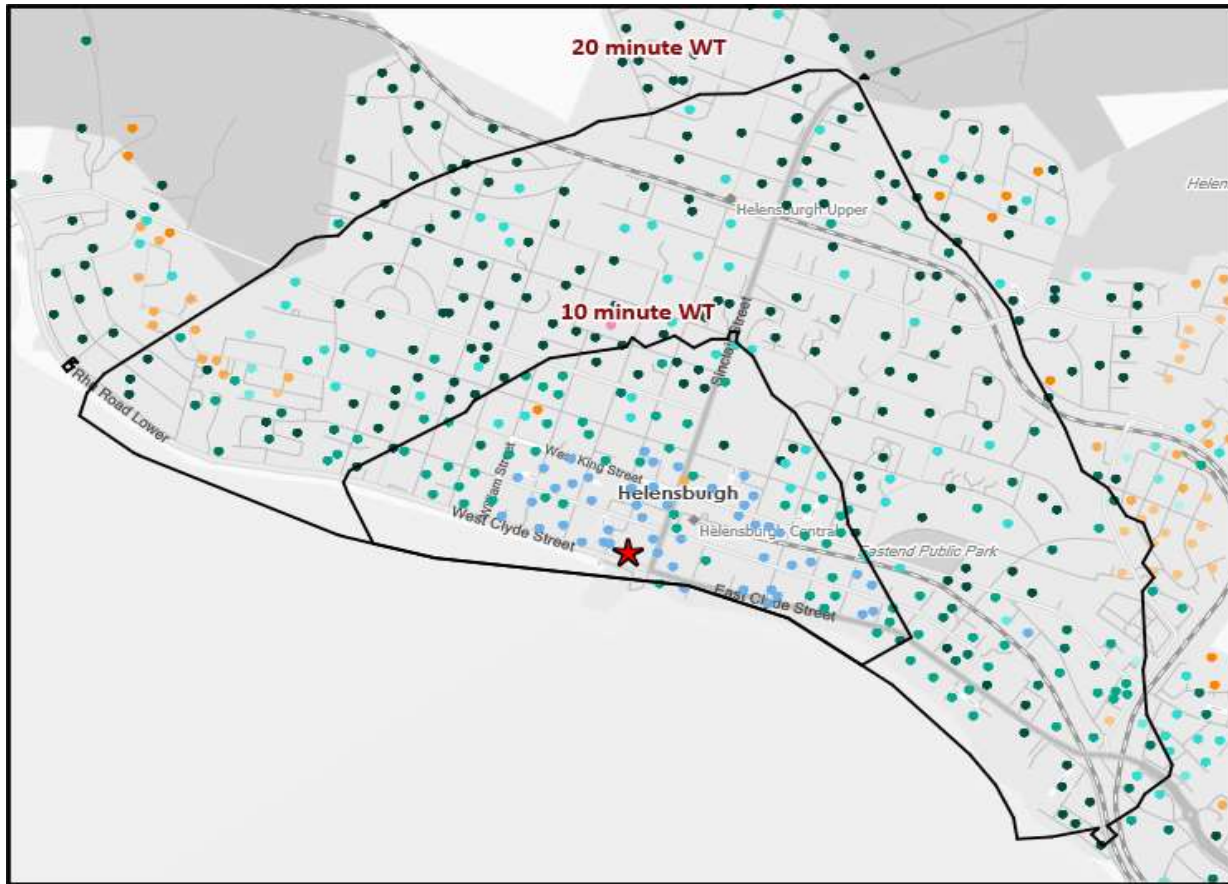 20 minute WT
Helen
Helensburgh Upper
10 minute WT
Sinclair Street
Rhu Road Lower
West King Street
William Street
Helensburgh
West Clyde Street
Helensburgh Central
Eastend Public Park
East Clyde Street